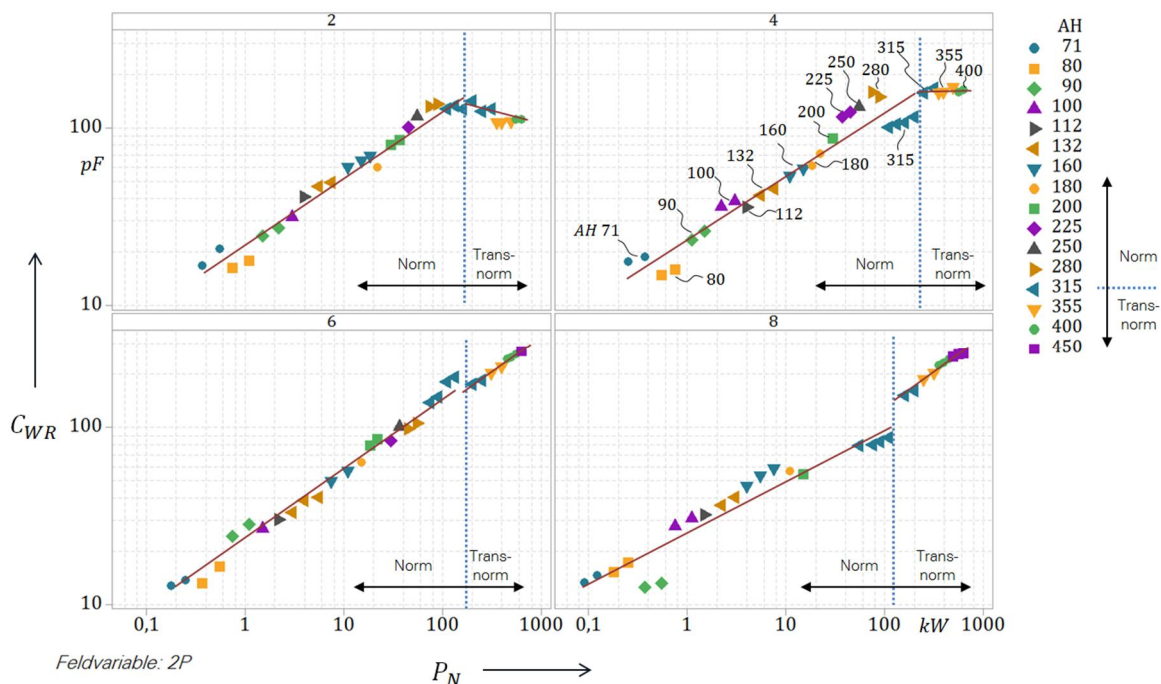 2
4
AH
71
80
90
100
112
132
160
180
200
225
250
280
315
355
400
450
Norm
Trans-
norm
100
pF
10
Norm
Trans-
norm
AH 71
80
90
100
112
132
160
180
200
225
250
280
315
315
355
400
Norm
Trans-
norm
6
8
C_WR
100
10
Norm
Trans-
norm
Norm
Trans-
norm
0,1 1 10 100 1000
0,1 1 10 100 kW 1000
Feldvariable: 2P
P_N